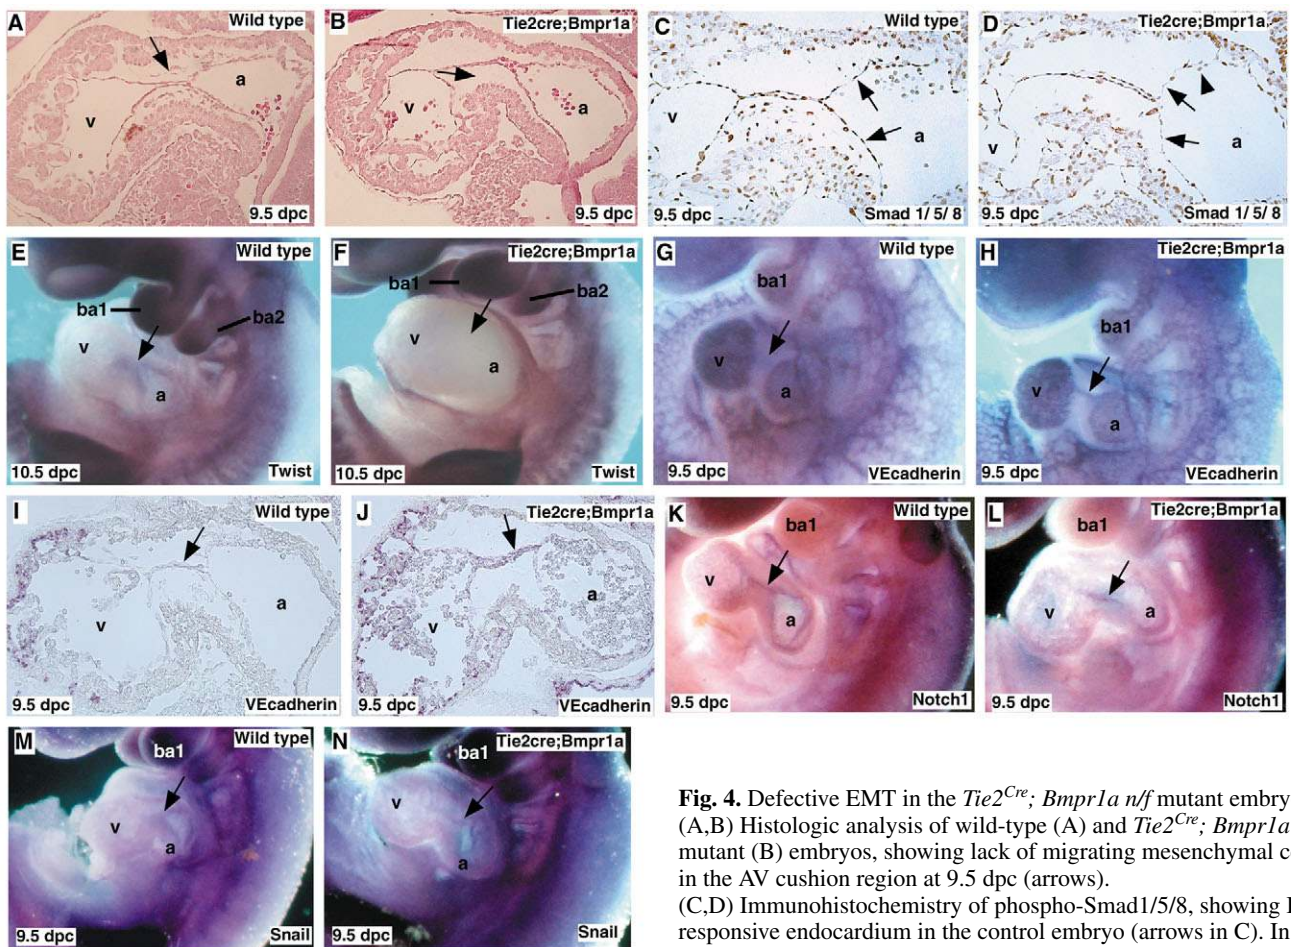 A Wild type
a
v
9.5 dpc
B Tie2cre;Bmpr1a
v
a
9.5 dpc
C Wild type
v
a
Smad 1/ 5/ 8
D Tie2cre;Bmpr1a
a
v
Smad 1/ 5/ 8
E Wild type
ba1
ba2
v
a
10.5 dpc Twist
F Tie2cre;Bmpr1a
ba1
ba2
v
a
10.5 dpc Twist
G Wild type
ba1
v
a
9.5 dpc VEcadherin
H Tie2cre;Bmpr1a
ba1
v
a
9.5 dpc VEcadherin
I Wild type
a
v
9.5 dpc VEcadherin
J Tie2cre;Bmpr1a
a
v
9.5 dpc VEcadherin
K Wild type
ba1
v
a
9.5 dpc Notch1
L Tie2cre;Bmpr1a
ba1
v
a
9.5 dpc Notch1
M Wild type
ba1
v
a
9.5 dpc Snail
N Tie2cre;Bmpr1a
ba1
v
a
9.5 dpc Snail
Fig. 4. Defective EMT in the Tie2Cre; Bmpr1a n/f mutant embry
(A,B) Histologic analysis of wild-type (A) and Tie2Cre; Bmpr1a
mutant (B) embryos, showing lack of migrating mesenchymal c
in the AV cushion region at 9.5 dpc (arrows).
(C,D) Immunohistochemistry of phospho-Smad1/5/8, showing
responsive endocardium in the control embryo (arrows in C). In